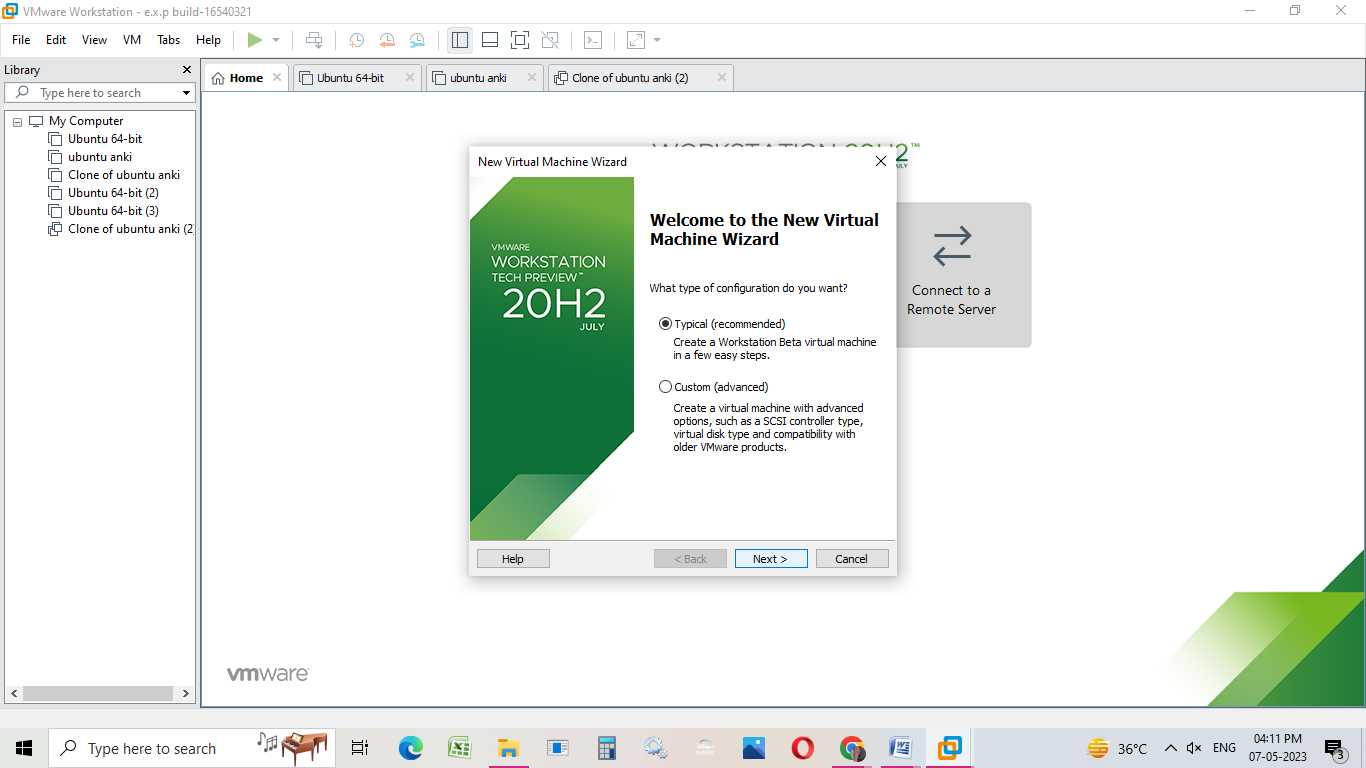 VMware Workstation - e.x.p build-16540321
File Edit View VM Tabs Help
Library
Type here to search
My Computer
Ubuntu 64-bit
ubuntu anki
Clone of ubuntu anki
Ubuntu 64-bit (2)
Ubuntu 64-bit (3)
Clone of ubuntu anki (2
Home Ubuntu 64-bit ubuntu anki Clone of ubuntu anki (2)
WORKSTATION 20H2™
JULY
New Virtual Machine Wizard
VMWARE
WORKSTATION
TECH PREVIEW™
20H2
JULY
Welcome to the New Virtual
Machine Wizard
What type of configuration do you want?
Typical (recommended)
Create a Workstation Beta virtual machine
in a few easy steps.
Custom (advanced)
Create a virtual machine with advanced
options, such as a SCSI controller type,
virtual disk type and compatibility with
older VMware products.
Help < Back Next > Cancel
Connect to a
Remote Server
vmware
Type here to search
36°C ENG
04:11 PM
07-05-2023
3